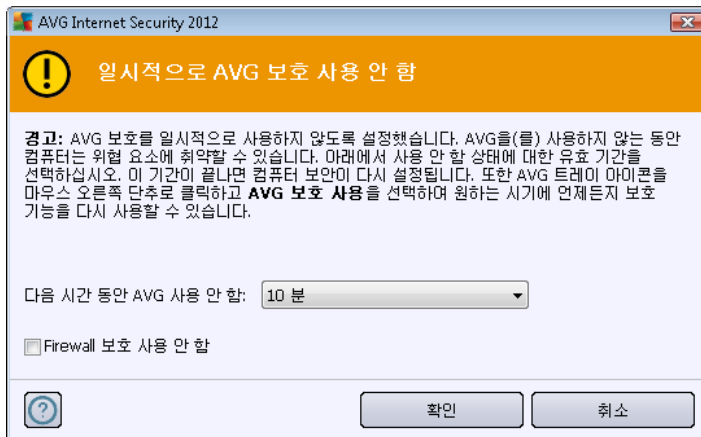 AVG Internet Security 2012
일시적으로 AVG 보호 사용 안 함
경고: AVG 보호를 일시적으로 사용하지 않도록 설정했습니다. AVG을(를) 사용하지 않는 동안
컴퓨터는 위협 요소에 취약할 수 있습니다. 아래에서 사용 안 함 상태에 대한 유효 기간을
선택하십시오. 이 기간이 끝나면 컴퓨터 보안이 다시 설정됩니다. 또한 AVG 트레이 아이콘을
마우스 오른쪽 단추로 클릭하고 AVG 보호 사용을 선택하여 원하는 시기에 언제든지 보호
기능을 다시 사용할 수 있습니다.
다음 시간 동안 AVG 사용 안 함: 10 분
Firewall 보호 사용 안 함
확인 취소